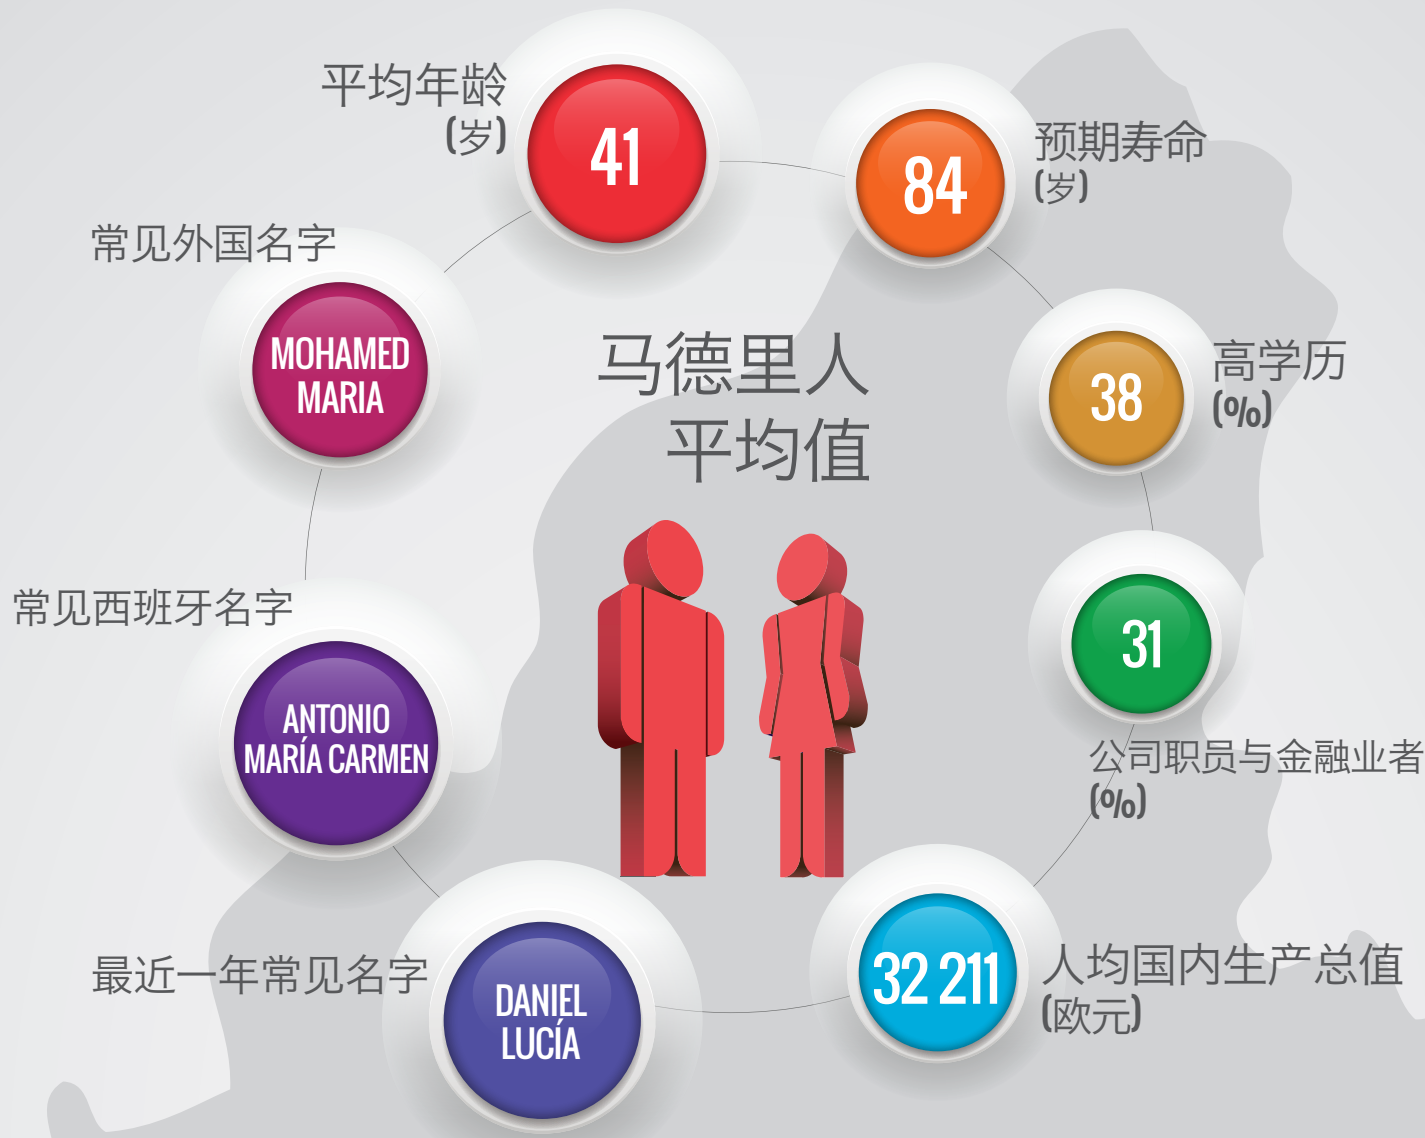 平均年龄
(岁)
41
84
预期寿命
(岁)
常见外国名字
MOHAMED
MARIA
马德里人
平均值
38
高学历
(%)
常见西班牙名字
ANTONIO
MARÍA CARMEN
31
公司职员与金融业者
(%)
最近一年常见名字
DANIEL
LUCÍA
32 211
人均国内生产总值
(欧元)